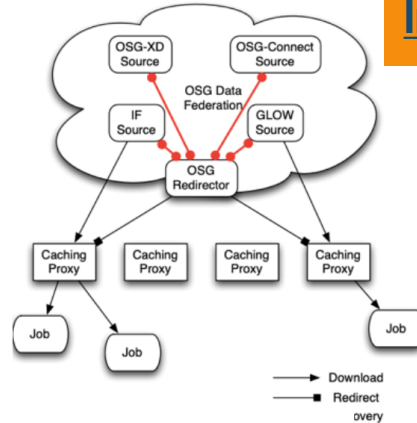 OSG-XD
Source
OSG-Connect
Source
OSG Data
Federation
IF
Source
GLOW
Source
OSG
Redirector
Caching
Proxy
Caching
Proxy
Caching
Proxy
Caching
Proxy
Job
Job
Job
Download
Redirect
overy